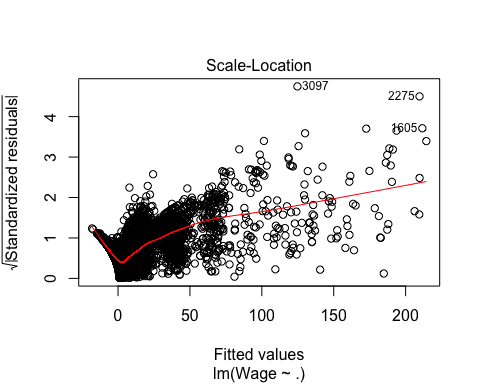 Scale-Location
√|Standardized residuals|
4
3
2
1
0
3097
2275
1605
0 50 100 150 200
Fitted values
lm(Wage ~ .)